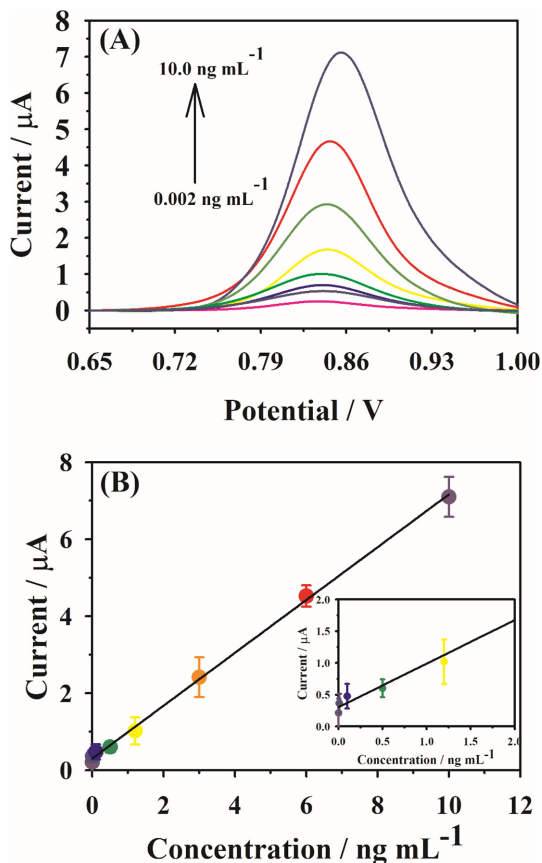 (A)
10.0 ng mL⁻¹
0.002 ng mL⁻¹
8
7
6
5
4
3
2
1
0
Current / μA
0.65 0.72 0.79 0.86 0.93 1.00
Potential / V
(B)
8
6
4
2
0
Current / μA
2.0
1.5
1.0
0.5
0.0
Current / μA
0.0 0.5 1.0 1.5 2.0
Concentration / ng mL⁻¹
0 2 4 6 8 10 12
Concentration / ng mL⁻¹